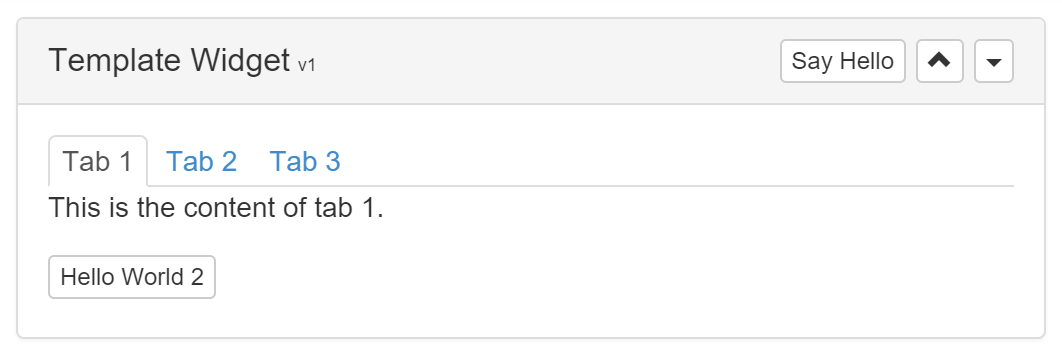 Template Widget v1 Say Hello
Tab 1 Tab 2 Tab 3
This is the content of tab 1.
Hello World 2